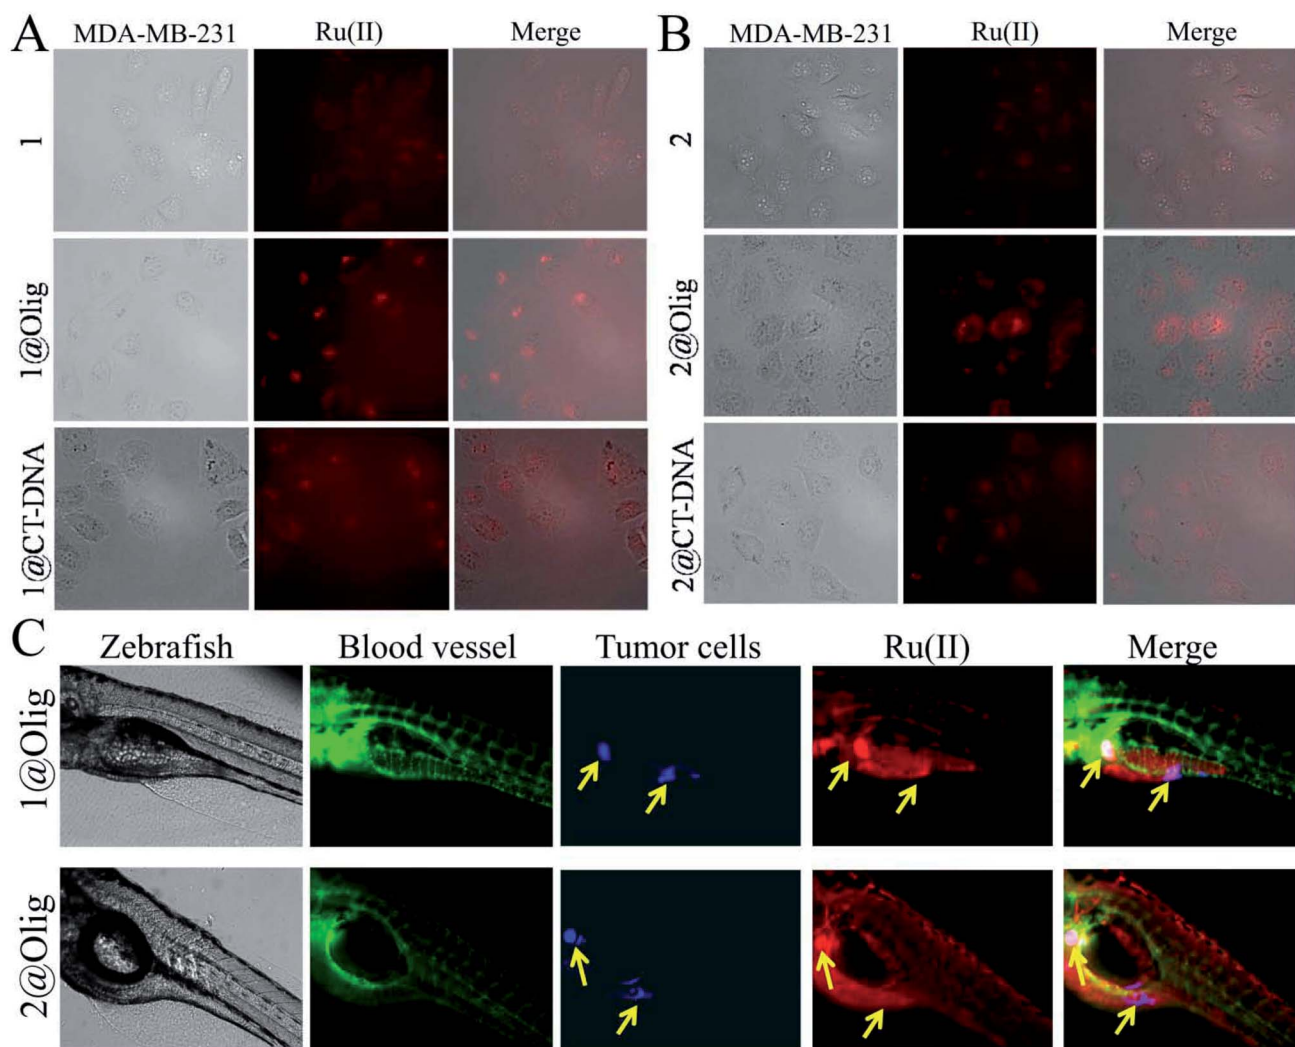 A
MDA-MB-231 Ru(II) Merge
1
1@Olig
1@CT-DNA
B
MDA-MB-231 Ru(II) Merge
2
2@Olig
2@CT-DNA
C
Zebrafish Blood vessel Tumor cells Ru(II) Merge
1@Olig
2@Olig